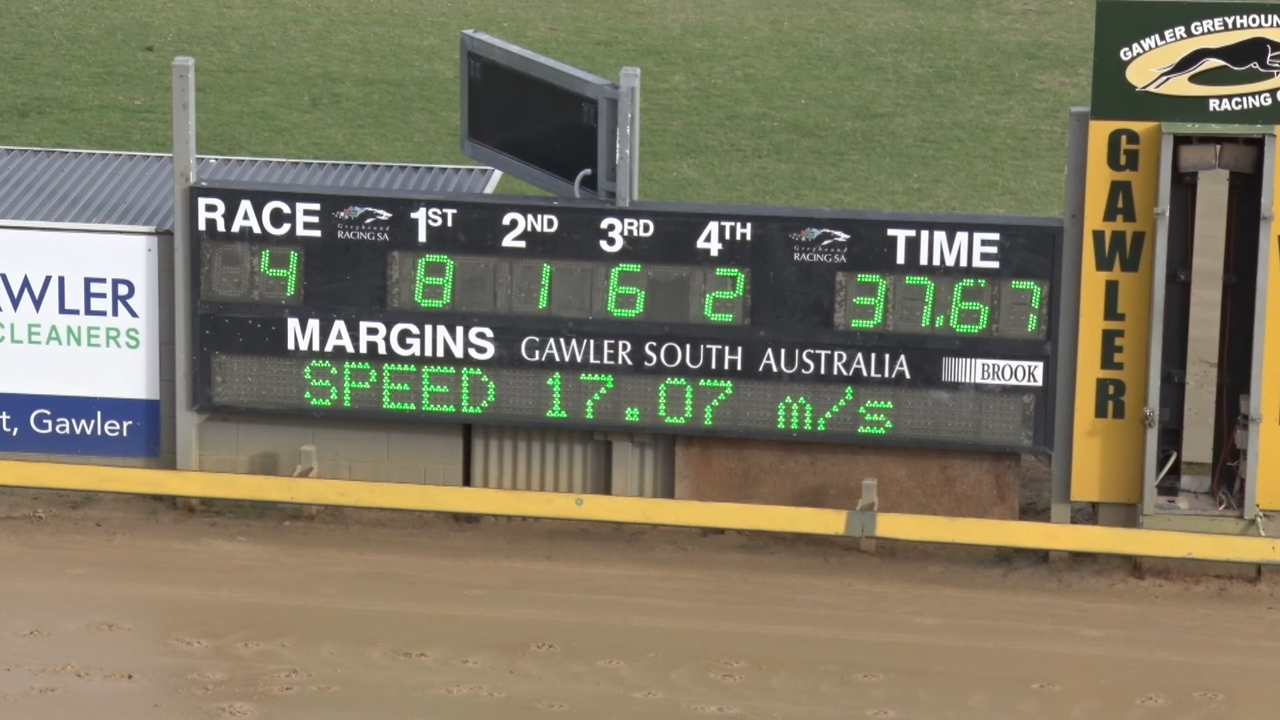 GAWLER GREYHOUN
RACING
GAWLER
RACE 1ST 2ND 3RD 4TH TIME
Greyhound RACING SA
Greyhound RACING SA
4 8 1 6 2 37.67
MARGINS GAWLER SOUTH AUSTRALIA BROOK
SPEED 17.07 m/s
AWLER
CLEANERS
t, Gawler